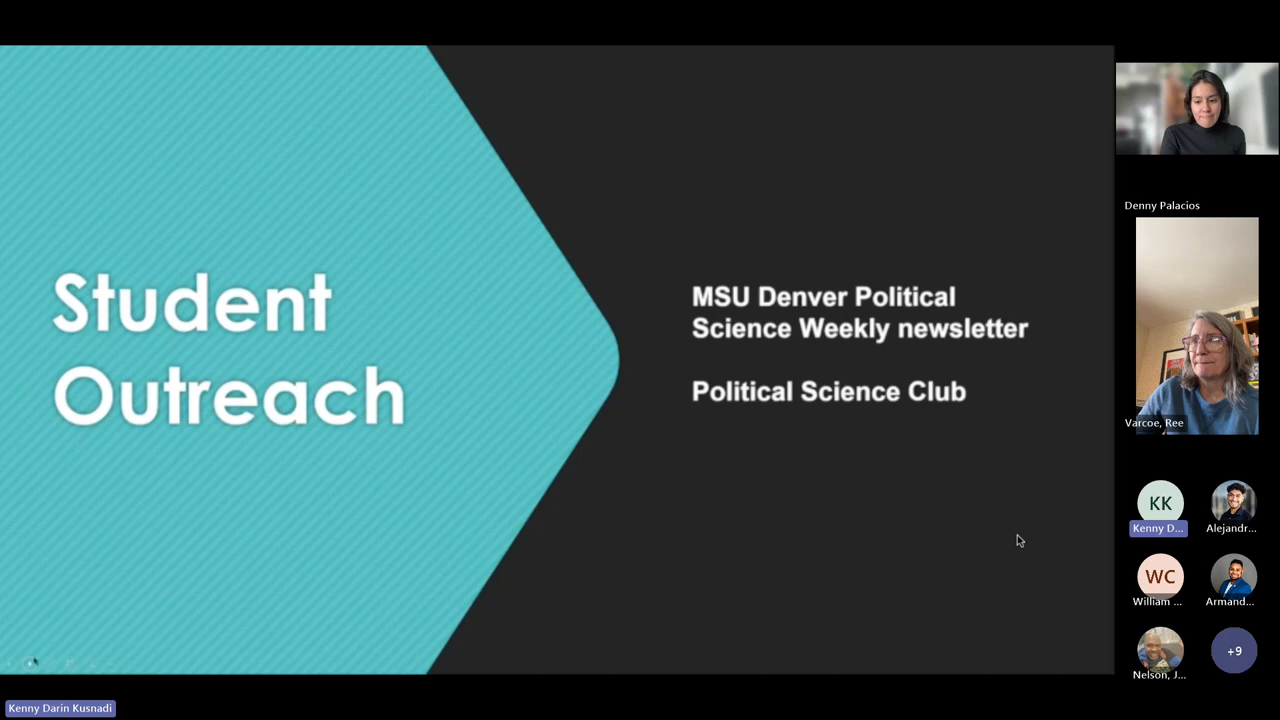 Student
Outreach
MSU Denver Political
Science Weekly newsletter
Political Science Club
Denny Palacios
Varcoe, Ree
KK
Kenny D...
Alejandr...
WC
William ...
Armand...
Nelson, J...
+9
Kenny Darin Kusnadi